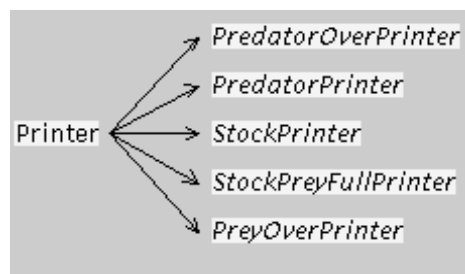 PredatorOverPrinter
PredatorPrinter
Printer
StockPrinter
StockPreyFullPrinter
PreyOverPrinter